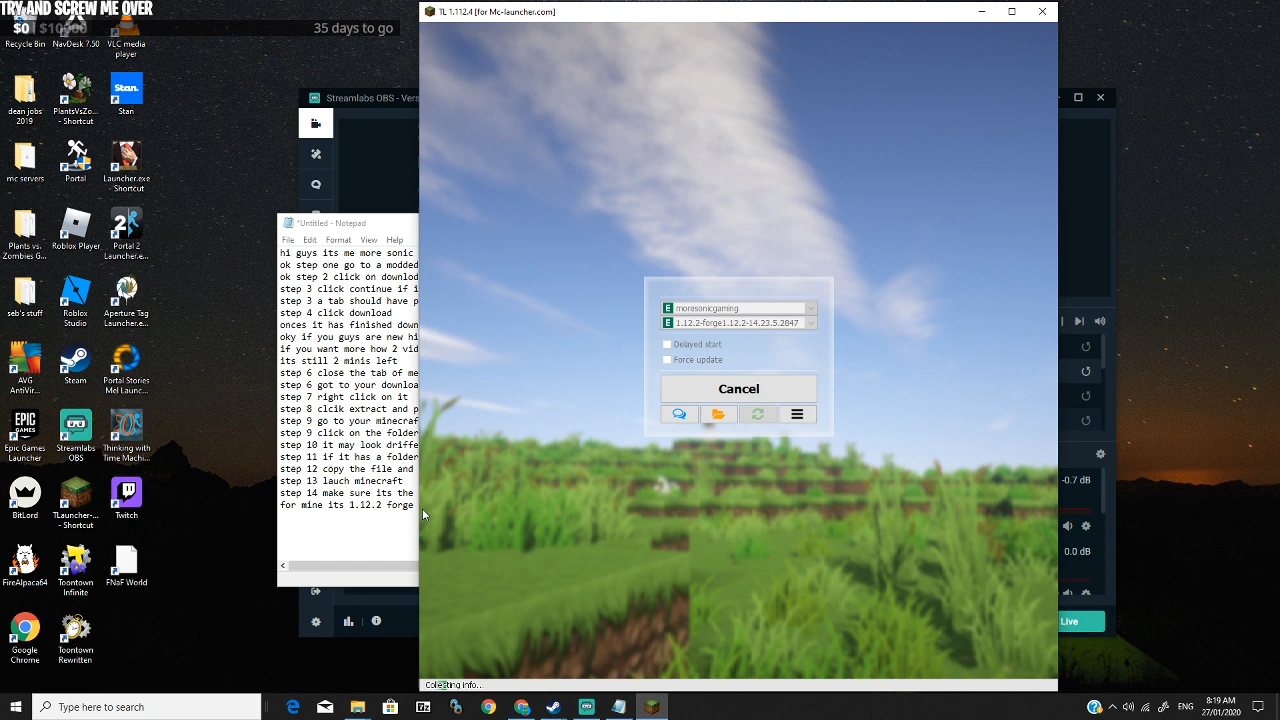 TRY AND SCREW ME OVER
$0
$10,000
35 days to go
NavNetex 7.50
VLC media player
dan folder 2019
PlantsVsZo... - Shortcut
Stan.
Stan
mc servers
Portal
Launcher.exe - Shortcut
Plants vs. Zombies G...
Roblox Player
Portal 2 Launcher.e...
Roblox Studio
Aperture Tag Launcher...
AVG
Steam
Portal Stories Mel Launc...
Epic Games Launcher
Streamlabs OBS
Thinking with Time Mac...
BitLord
TLauncher-... - Shortcut
Twitch
FireAlpaca64
Toontown Infinite
FNaF World
Google Chrome
Toontown Rewritten
Streamlabs OBS - Vers
*Untitled - Notepad
File Edit Format View Help
hi guys its me more sonic
ok step one go to a modded
ok step 2 click on downloa
step 3 click continue if i
step 3 a tab should have p
step 4 click download
onces it has finished down
oky if you guys are new hi
if you want more how 2 vid
its still 2 minis left
step 6 close the tab of me
step 6 got to your downloa
step 7 right click on it
step 8 clcik extract and p
step 9 go to your minecraf
step 9 click on the folder
step 10 it may look driffe
step 11 if it has a folder
step 12 copy the file and
step 13 lauch minecraft
step 14 make sure its the
for mine its 1.12.2 forge
TL 1.112.4 [for Mc-launcher.com]
moresonicgaming
1.12.2-forge1.12.2-14.23.5.2847
Delayed start
Force update
Cancel
Collecting info...
-0.7 dB
0.0 dB
Live
Type here to search
ENG
8:19 AM
27/01/2020